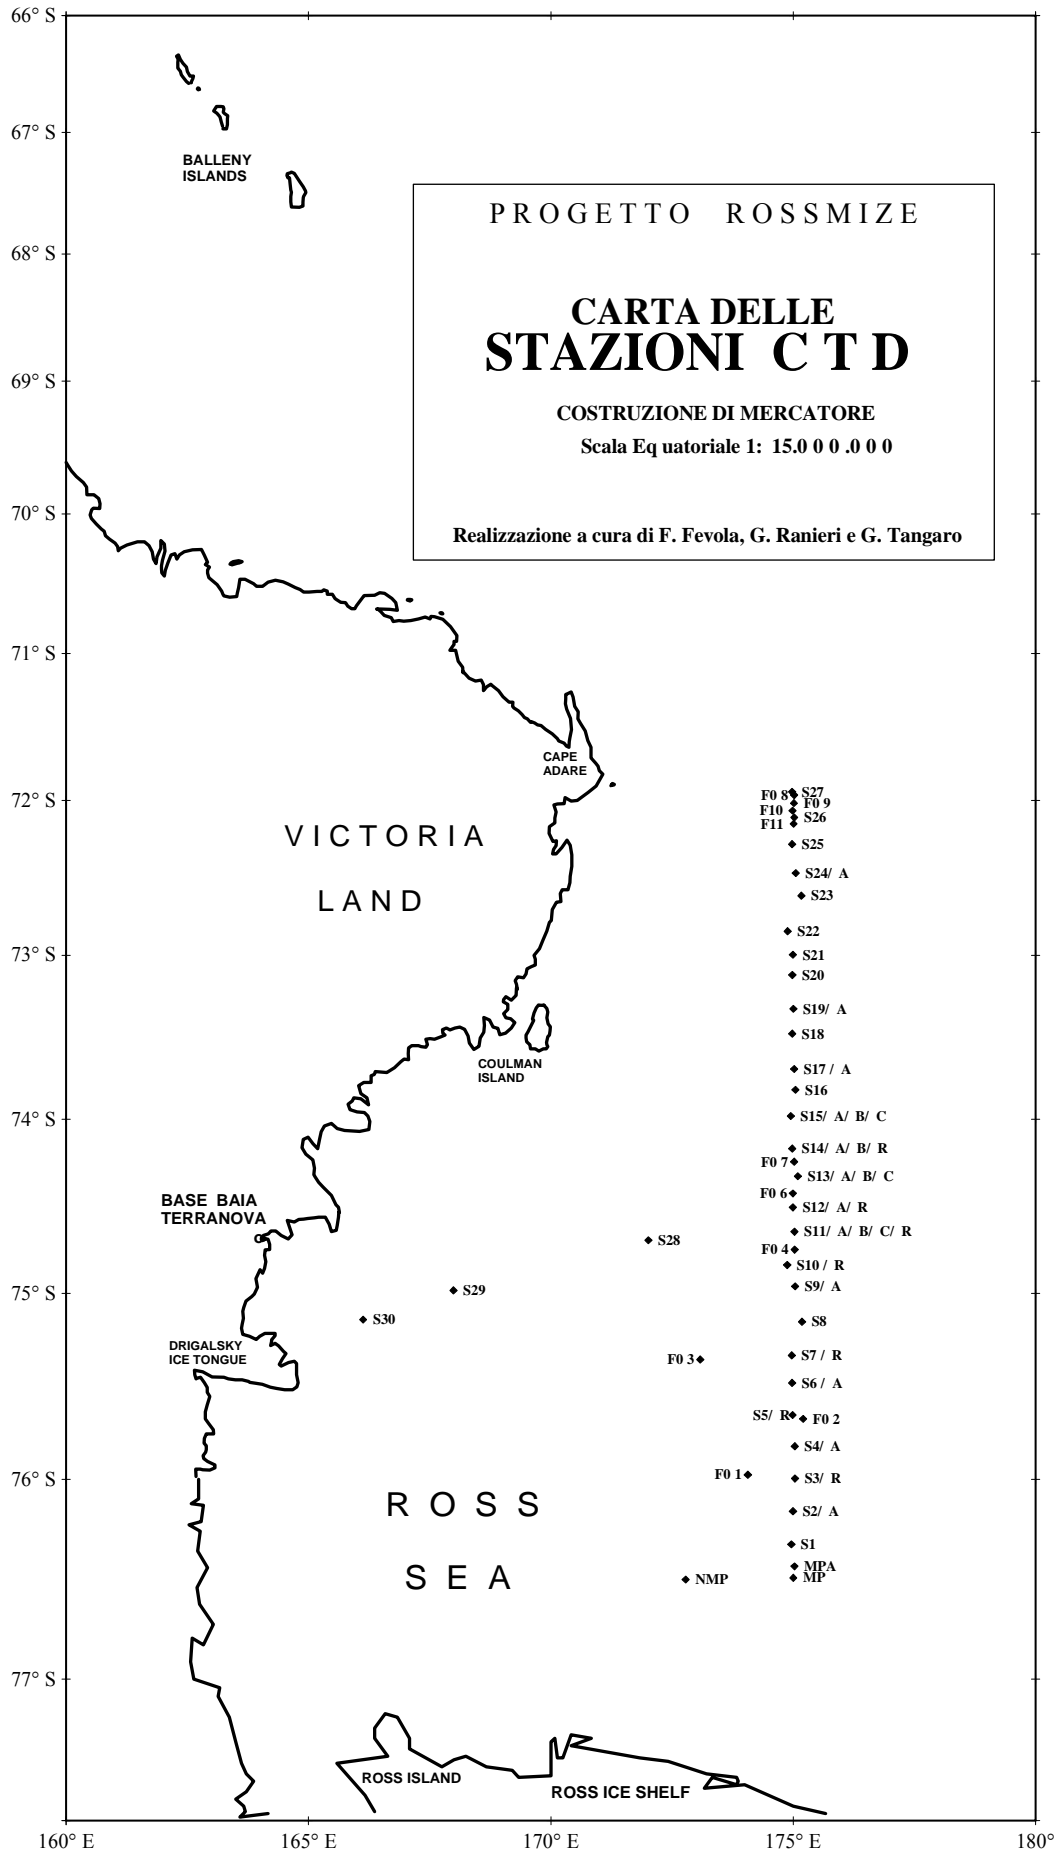 66° S
67° S
BALLENY
ISLANDS
PROGETTO ROSSMIZE
68° S
CARTA DELLE
STAZIONI C T D
69° S
COSTRUZIONE DI MERCATORE
Scala Eq uatoriale 1: 15.0 0 0 .0 0 0
70° S
Realizzazione a cura di F. Fevola, G. Ranieri e G. Tangaro
71° S
CAPE
ADARE
72° S
S27
F0 8
F0 9
F10
S26
F11
VICTORIA
LAND
S25
S24/ A
S23
S22
73° S
S21
S20
S19/ A
S18
COULMAN
ISLAND
S17 / A
S16
74° S
S15/ A/ B/ C
S14/ A/ B/ R
F0 7
S13/ A/ B/ C
F0 6
S12/ A/ R
BASE BAIA
TERRANOVA
S11/ A/ B/ C/ R
S28
F0 4
S10 / R
75° S
S9/ A
S29
S30
S8
DRIGALSKY
ICE TONGUE
S7 / R
F0 3
S6 / A
S5/ R
F0 2
S4/ A
76° S
F0 1
S3/ R
ROSS
SEA
S2/ A
S1
MPA
MP
NMP
77° S
ROSS ISLAND
ROSS ICE SHELF
160° E
165° E
170° E
175° E
180°